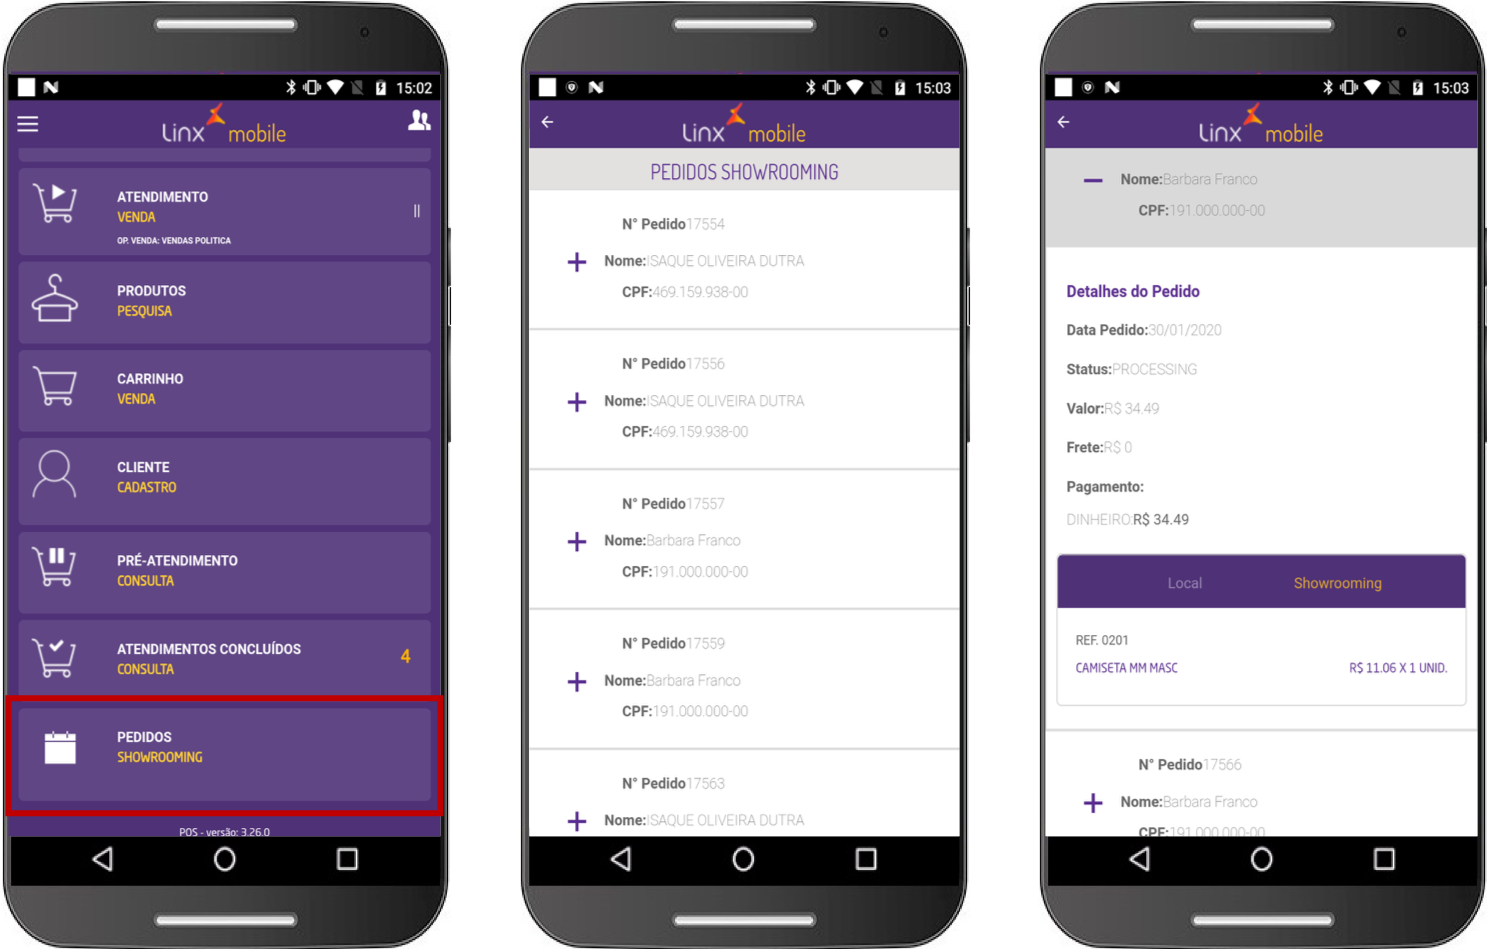 15:02
Linx mobile
ATENDIMENTO
VENDA
OP. VENDA: VENDAS POLITICA
PRODUTOS
PESQUISA
CARRINHO
VENDA
CLIENTE
CADASTRO
PRÉ-ATENDIMENTO
CONSULTA
ATENDIMENTOS CONCLUÍDOS
4
CONSULTA
PEDIDOS
SHOWROOMING
POS - versão: 3.26.0
15:03
Linx mobile
PEDIDOS SHOWROOMING
N° Pedido17554
Nome:ISAQUE OLIVEIRA DUTRA
CPF:469.159.938-00
N° Pedido17556
Nome:ISAQUE OLIVEIRA DUTRA
CPF:469.159.938-00
N° Pedido17557
Nome:Barbara Franco
CPF:191.000.000-00
N° Pedido17559
Nome:Barbara Franco
CPF:191.000.000-00
N° Pedido17563
Nome:ISAQUE OLIVEIRA DUTRA
15:03
Linx mobile
Nome:Barbara Franco
CPF:191.000.000-00
Detalhes do Pedido
Data Pedido:30/01/2020
Status:PROCESSING
Valor:R$ 34.49
Frete:R$ 0
Pagamento:
DINHEIRO:R$ 34.49
Local Showrooming
REF. 0201
CAMISETA MM MASC R$ 11.06 X 1 UNID.
N° Pedido17566
Nome:Barbara Franco
CPF:191.000.000-00